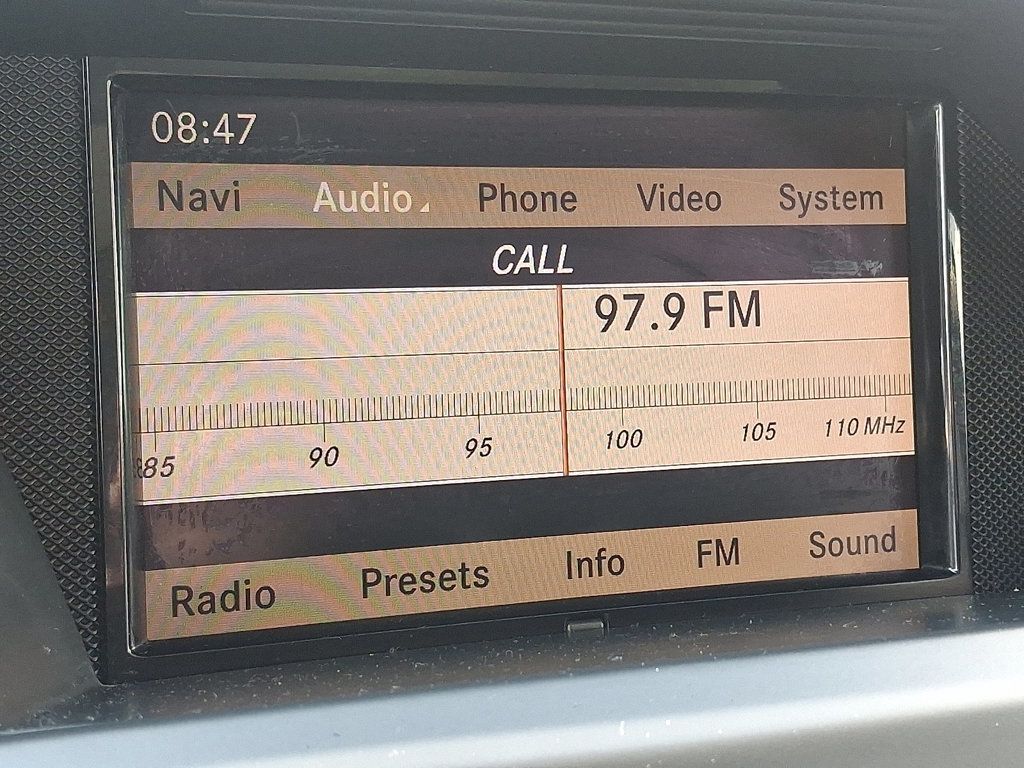 08:47
Navi Audio Phone Video System
CALL
97.9 FM
85 90 95 100 105 110 MHz
Radio Presets Info FM Sound